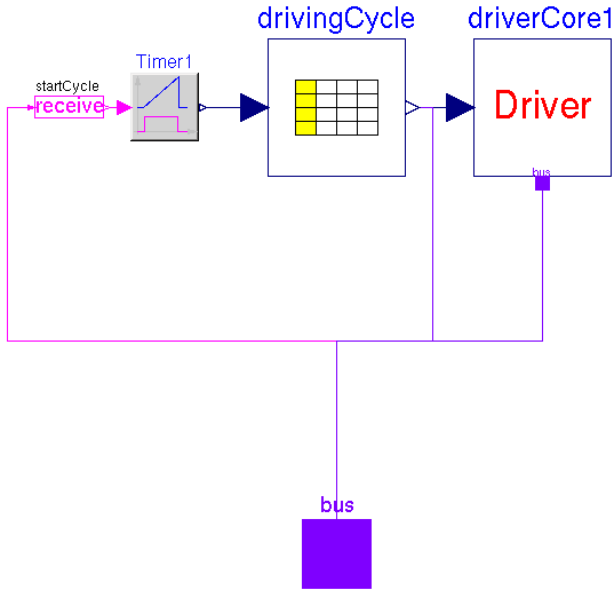 drivingCycle
driverCore1
Timer1
startCycle
receive
Driver
bus
bus